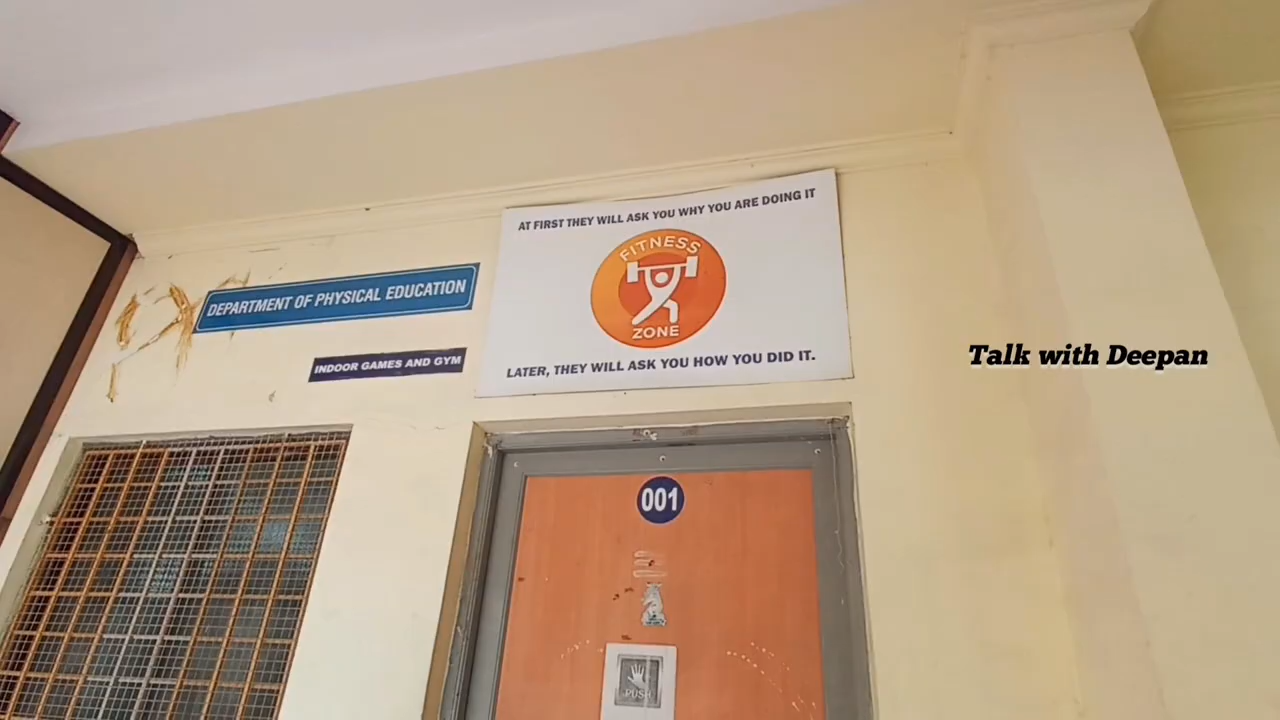 AT FIRST THEY WILL ASK YOU WHY YOU ARE DOING IT
FITNESS
ZONE
LATER, THEY WILL ASK YOU HOW YOU DID IT.
DEPARTMENT OF PHYSICAL EDUCATION
INDOOR GAMES AND GYM
Talk with Deepan
001
PUSH